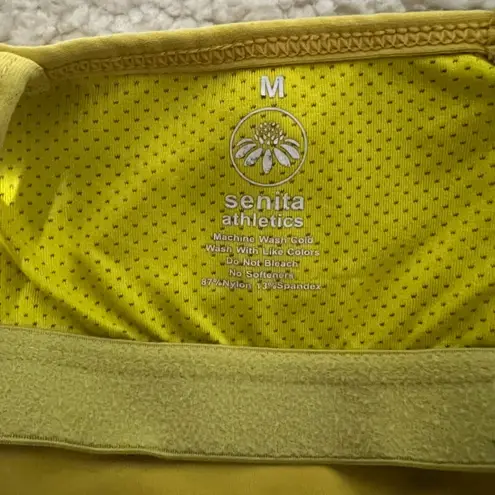 M
senita
athletics
Machine Wash Cold
Wash With Like Colors
Do Not Bleach
No Softeners
87%Nylon 13%Spandex